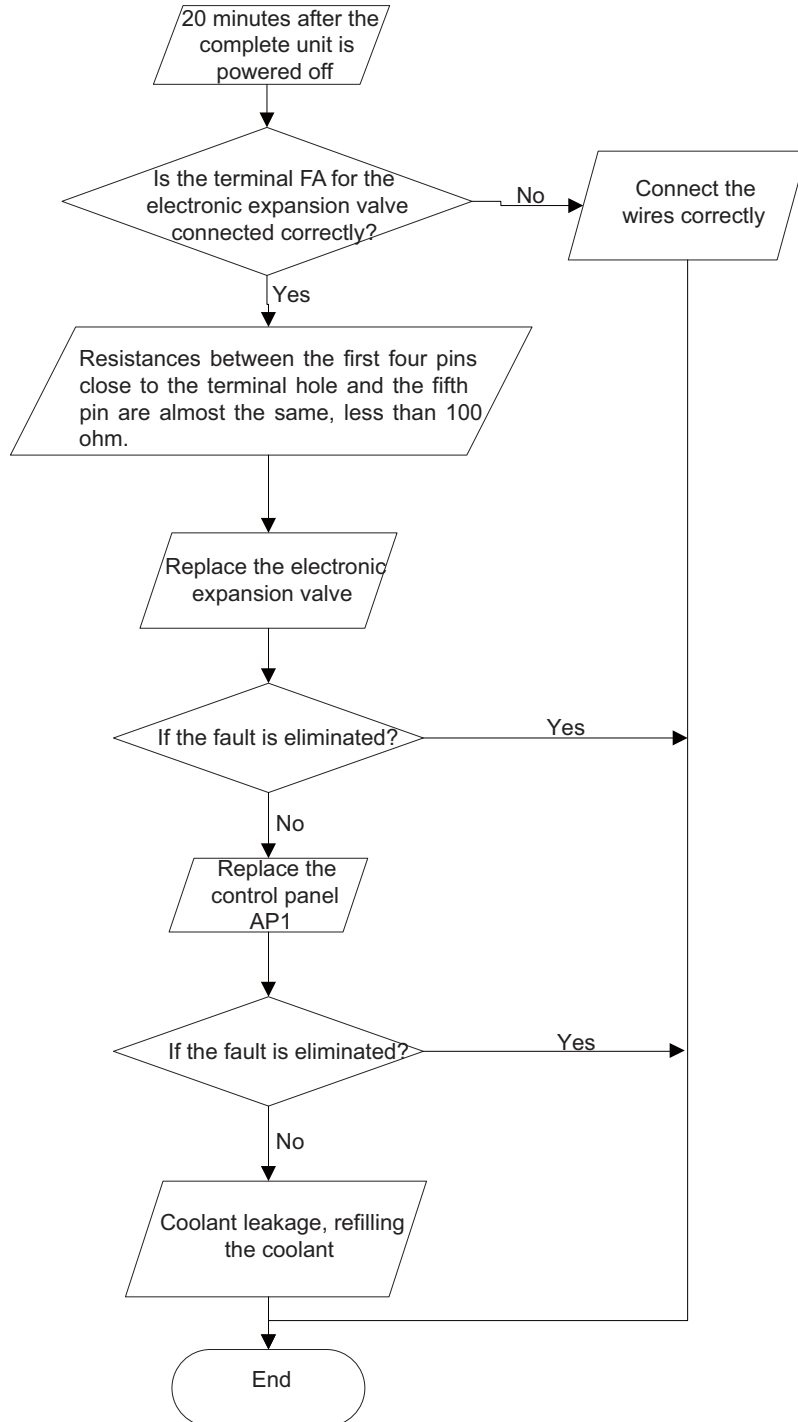 20 minutes after the
complete unit is
powered off
Is the terminal FA for the
electronic expansion valve
connected correctly?
No
Connect the
wires correctly
Yes
Resistances between the first four pins
close to the terminal hole and the fifth
pin are almost the same, less than 100
ohm.
Replace the electronic
expansion valve
If the fault is eliminated?
Yes
No
Replace the
control panel
AP1
If the fault is eliminated?
Yes
No
Coolant leakage, refilling
the coolant
End